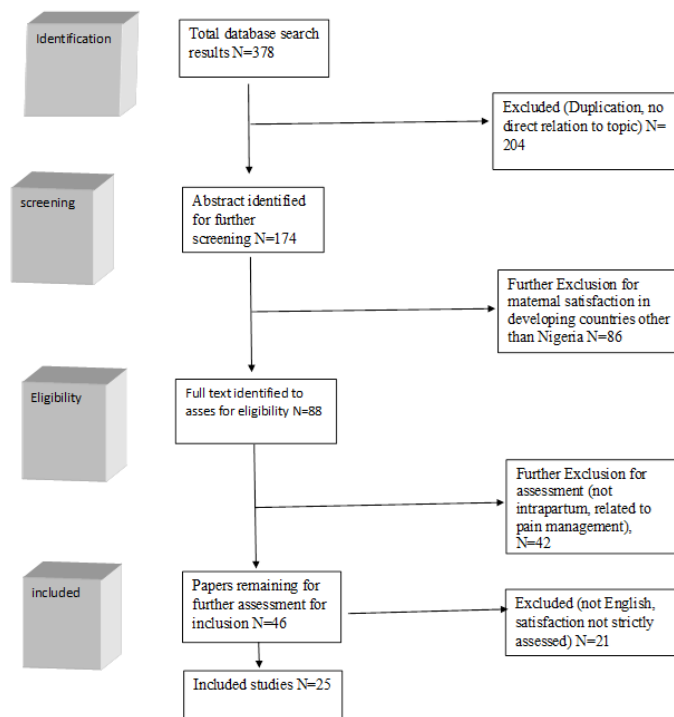 Identification
Total database search
results N=378
Excluded (Duplication, no
direct relation to topic) N=
204
screening
Abstract identified
for further
screening N=174
Further Exclusion for
maternal satisfaction in
developing countries other
than Nigeria N=86
Eligibility
Full text identified to
asses for eligibility N=88
Further Exclusion for
assessment (not
intrapartum, related to
pain management),
N=42
included
Papers remaining for
further assessment for
inclusion N=46
Excluded (not English,
satisfaction not strictly
assessed) N=21
Included studies N=25